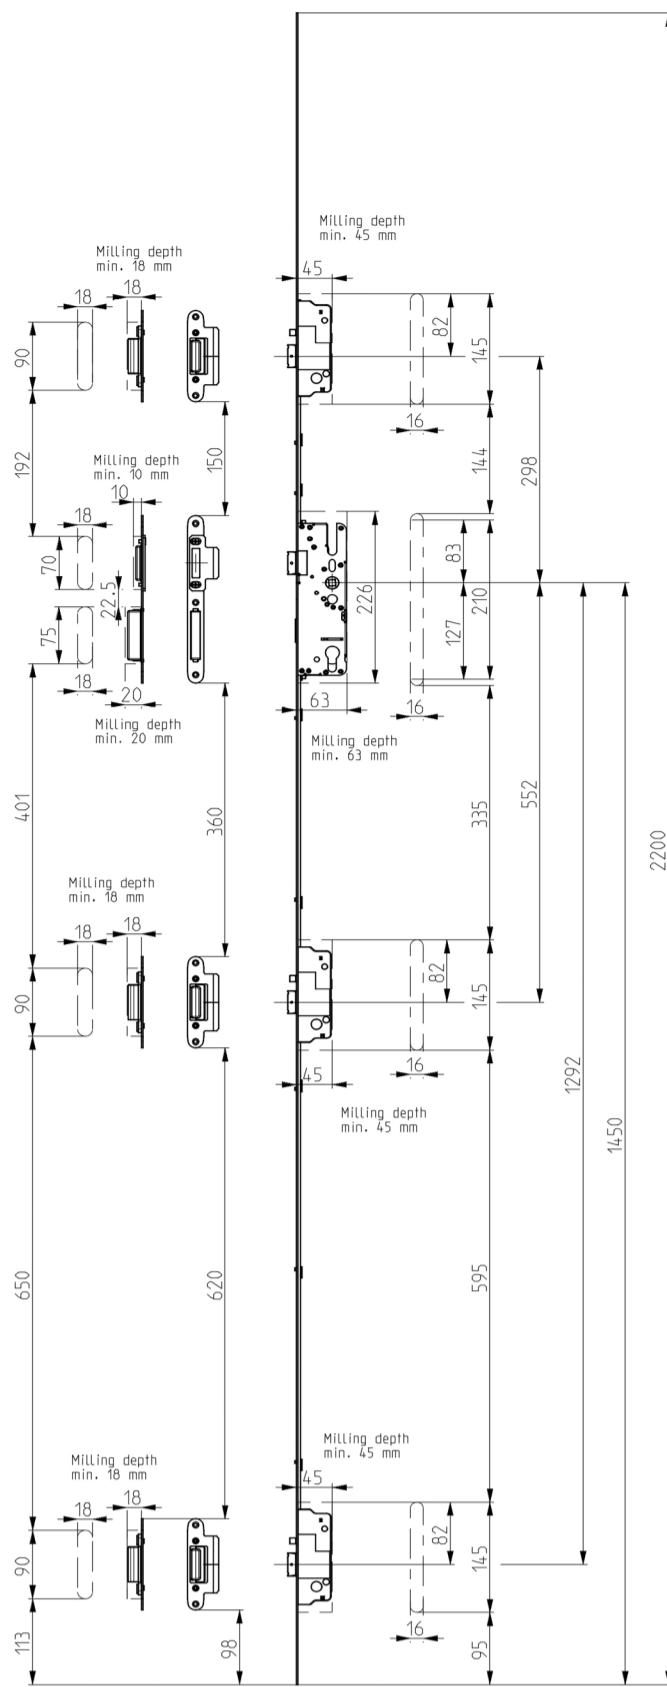 Milling depth
min. 45 mm
45
Milling depth
min. 18 mm
18
18
90
82
145
16
192
150
144
298
Milling depth
min. 10 mm
10
18
70
22.5
75
18
20
Milling depth
min. 20 mm
226
63
Milling depth
min. 63 mm
83
210
127
16
401
360
335
552
2200
Milling depth
min. 18 mm
18
18
90
82
145
16
45
Milling depth
min. 45 mm
1292
1450
650
620
595
Milling depth
min. 45 mm
45
Milling depth
min. 18 mm
18
18
90
82
145
16
113
98
95